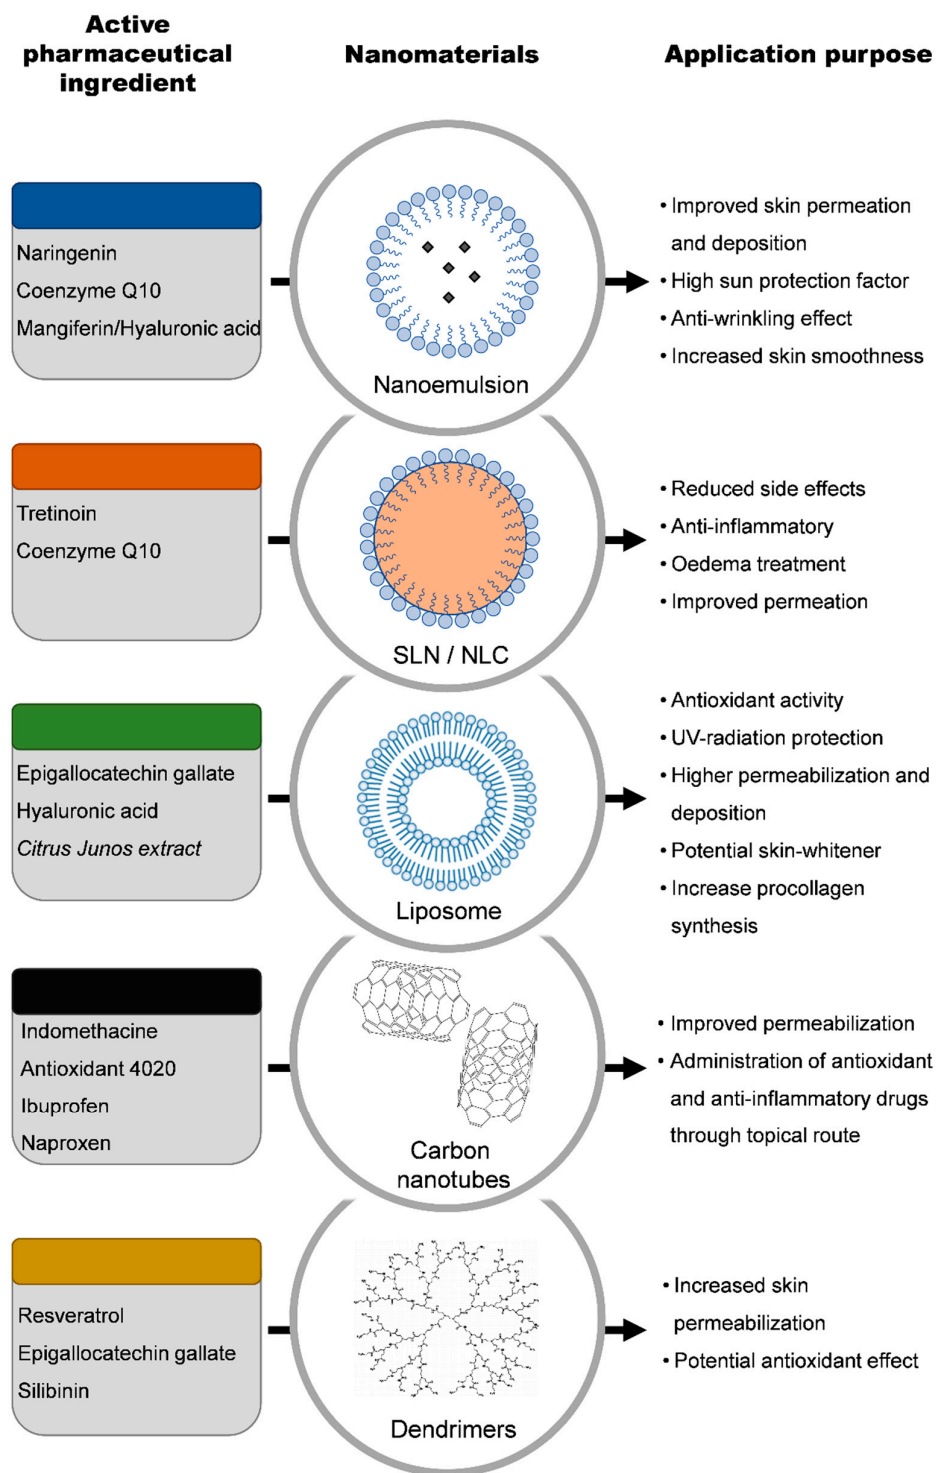 Active
pharmaceutical
ingredient
Nanomaterials
Application purpose
Naringenin
Coenzyme Q10
Mangiferin/Hyaluronic acid
Nanoemulsion
• Improved skin permeation
and deposition
• High sun protection factor
• Anti-wrinkling effect
• Increased skin smoothness
Tretinoin
Coenzyme Q10
SLN / NLC
• Reduced side effects
• Anti-inflammatory
• Oedema treatment
• Improved permeation
Epigallocatechin gallate
Hyaluronic acid
Citrus Junos extract
Liposome
• Antioxidant activity
• UV-radiation protection
• Higher permeabilization and
deposition
• Potential skin-whitener
• Increase procollagen
synthesis
Indomethacine
Antioxidant 4020
Ibuprofen
Naproxen
Carbon
nanotubes
• Improved permeabilization
• Administration of antioxidant
and anti-inflammatory drugs
through topical route
Resveratrol
Epigallocatechin gallate
Silibinin
Dendrimers
• Increased skin
permeabilization
• Potential antioxidant effect